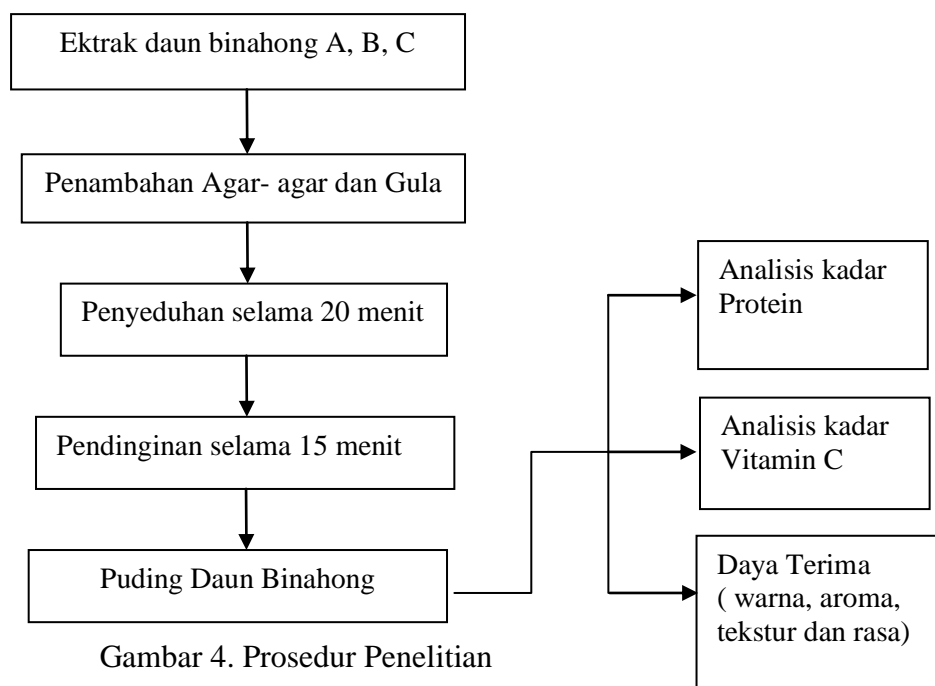 Ektrak daun binahong A, B, C
Penambahan Agar- agar dan Gula
Penyeduhan selama 20 menit
Pendinginan selama 15 menit
Puding Daun Binahong
Analisis kadar
Protein
Analisis kadar
Vitamin C
Daya Terima
( warna, aroma,
tekstur dan rasa)
Gambar 4. Prosedur Penelitian